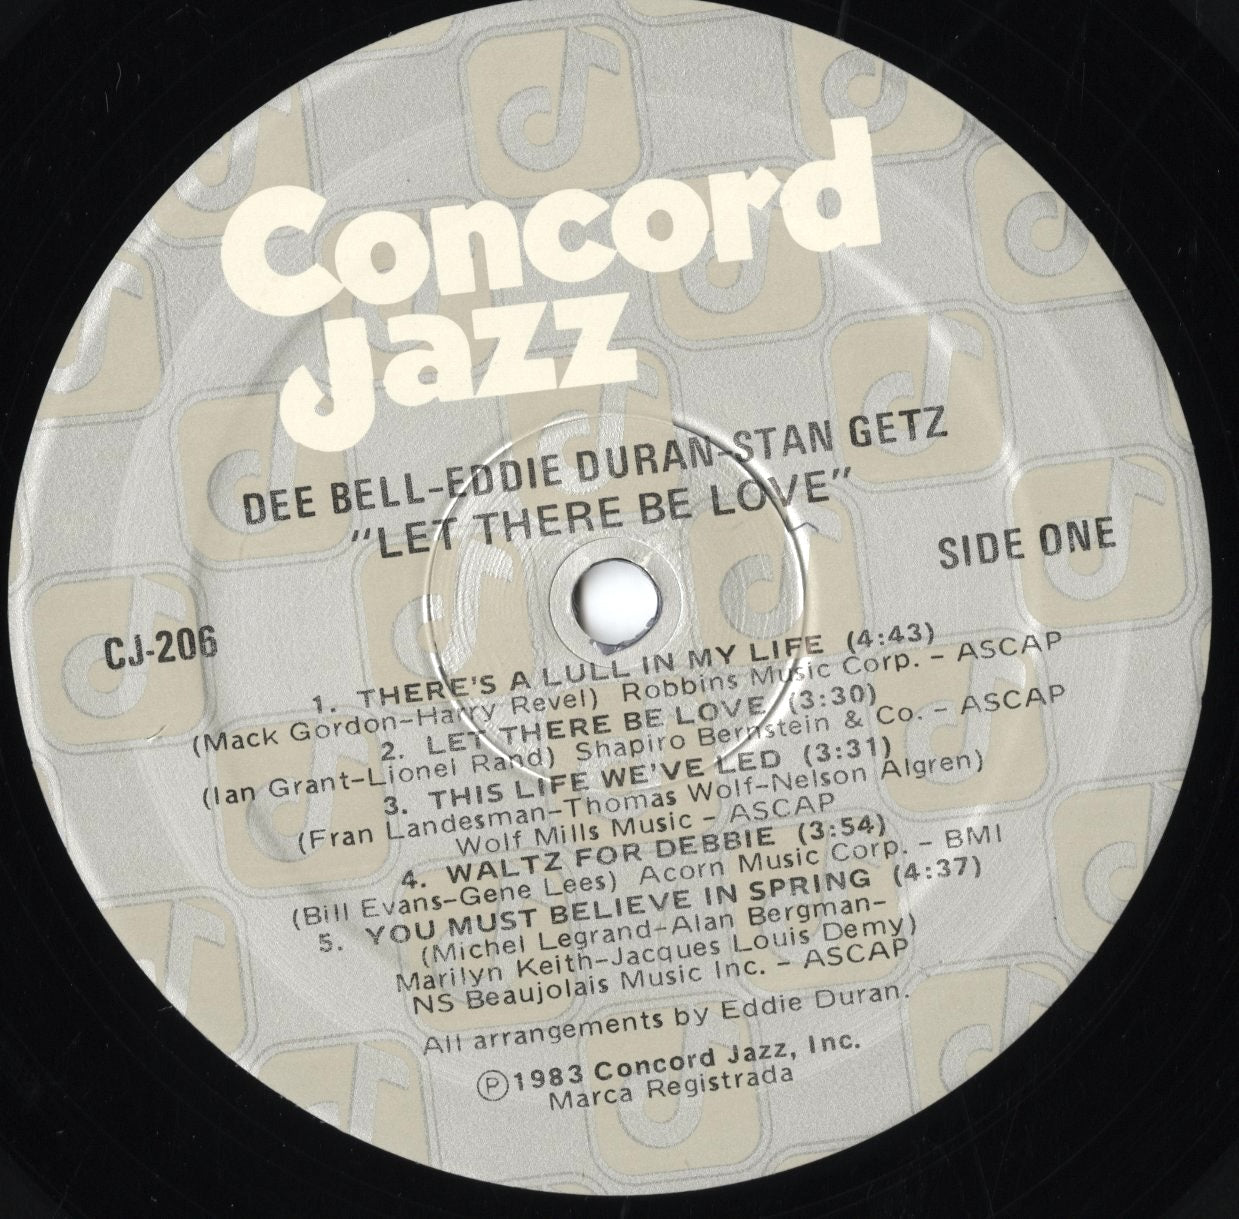 Concord
Jazz
DEE BELL-EDDIE DURAN-STAN GETZ
"LET THERE BE LOVE"
SIDE ONE
CJ-206
1. THERE'S A LULL IN MY LIFE (4:43)
(Mack Gordon-Harry Revel) Robbins Music Corp. - ASCAP
2. LET THERE BE LOVE (3:30)
(Ian Grant-Lionel Rand) Shapiro Bernstein & Co. - ASCAP
3. THIS LIFE WE'VE LED (3:31)
(Fran Landesman-Thomas Wolf-Nelson Algren)
Wolf Mills Music - ASCAP
4. WALTZ FOR DEBBIE (3:54)
(Bill Evans-Gene Lees) Acorn Music Corp. - BMI
5. YOU MUST BELIEVE IN SPRING (4:37)
(Michel Legrand-Alan Bergman-
Marilyn Keith-Jacques Louis Demy)
NS Beaujolais Music Inc. - ASCAP
All arrangements by Eddie Duran.
Ⓟ1983 Concord Jazz, Inc.
Marca Registrada